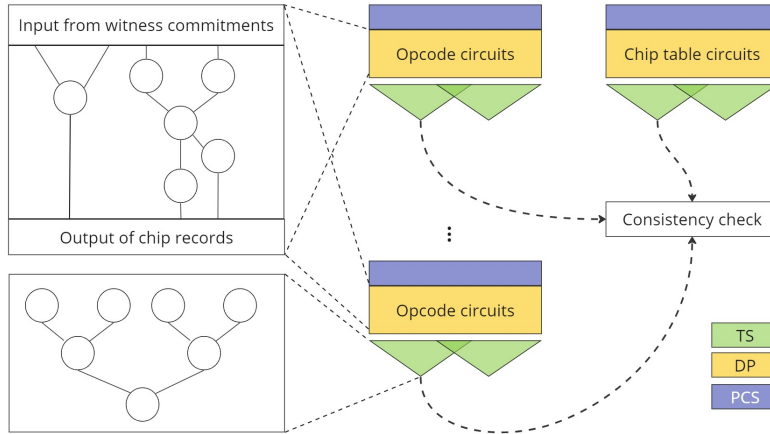 Input from witness commitments
Opcode circuits
Chip table circuits
Output of chip records
Consistency check
Opcode circuits
TS
DP
PCS